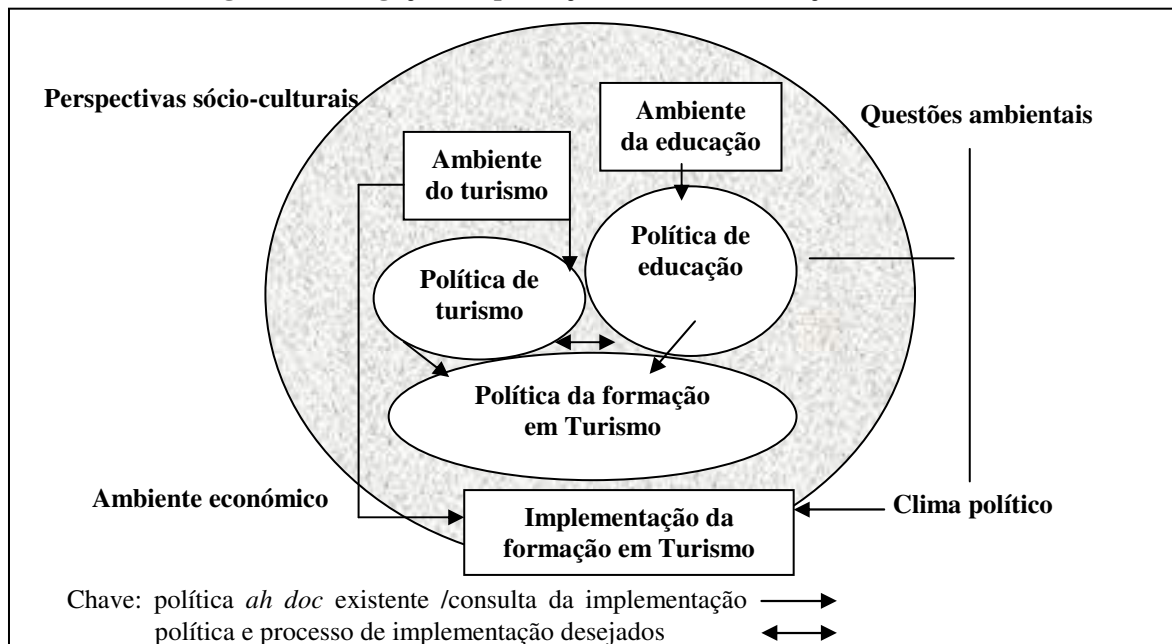 Perspectivas sócio-culturais
Ambiente
da educação
Questões ambientais
Ambiente
do turismo
Política de
educação
Política de
turismo
Política da formação
em Turismo
Ambiente económico
Implementação da
formação em Turismo
Clima político
Chave: política ah doc existente /consulta da implementação
política e processo de implementação desejados